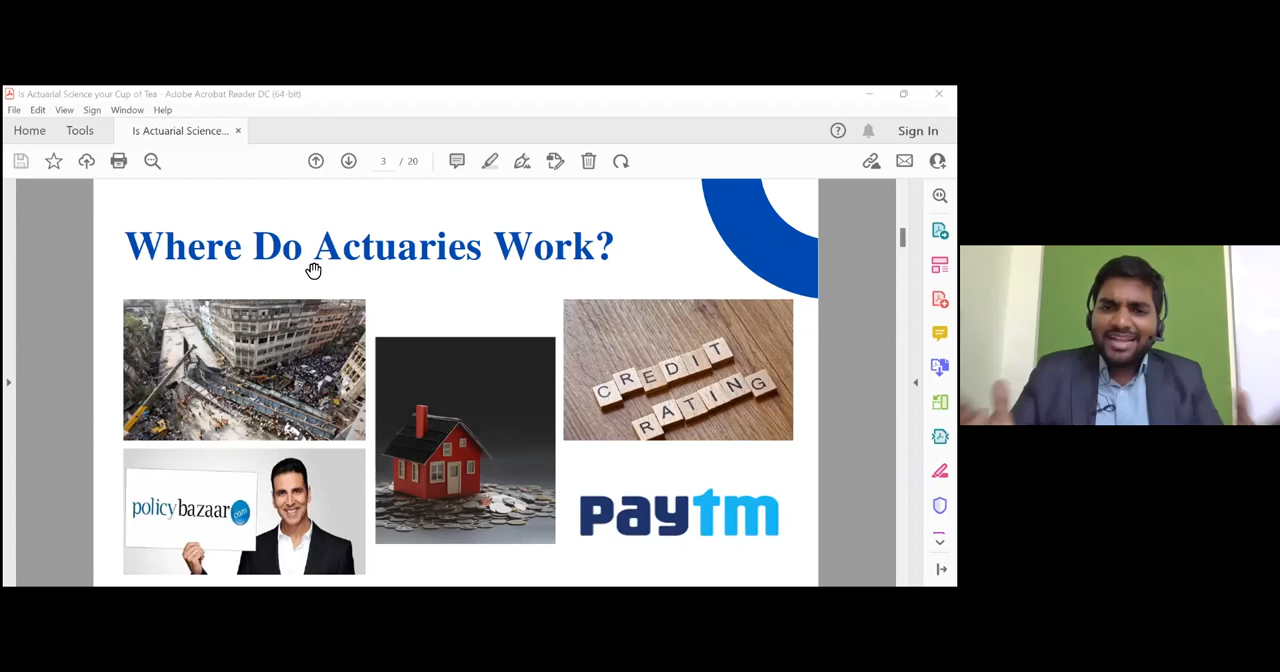 Is Actuarial Science your Cup of Tea - Adobe Acrobat Reader DC (64-bit)
File Edit View Sign Window Help
Home Tools Is Actuarial Science... × Sign In
3 / 20
Where Do Actuaries Work?
CREDIT
RATING
policybazaar.com
paytm